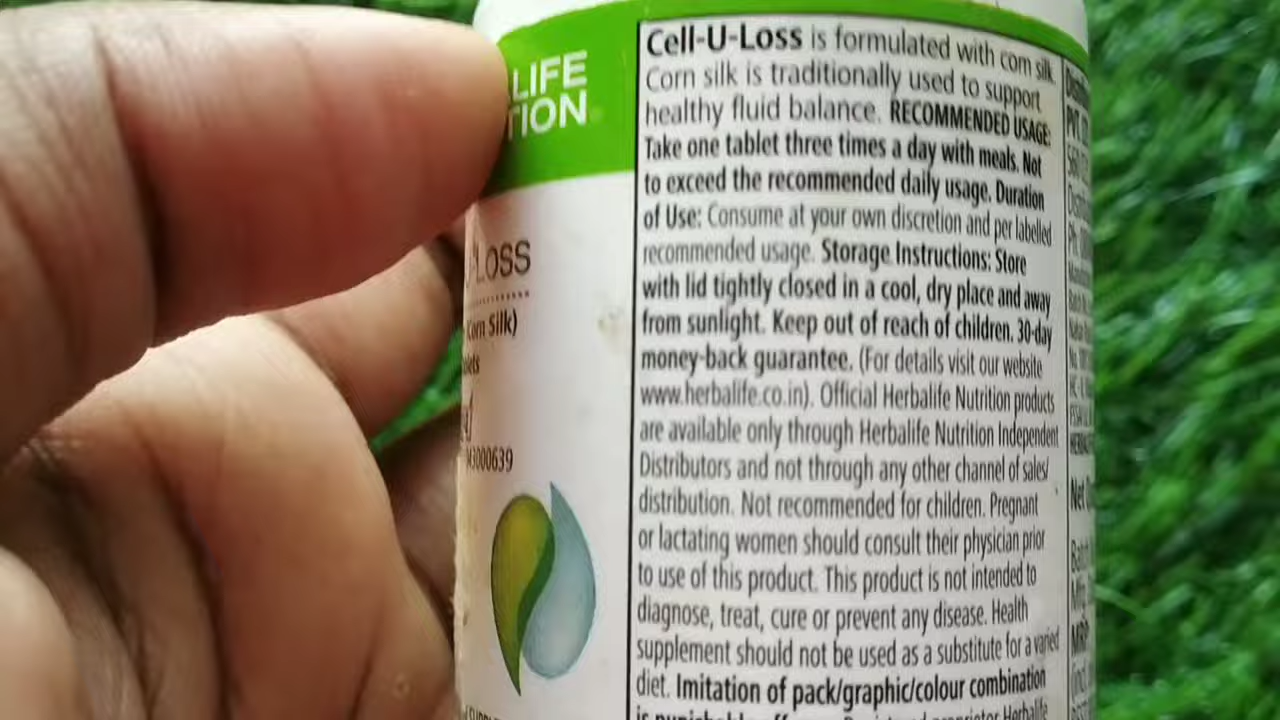 LIFE
TION
Loss
Corn Silk)
3000639
Cell-U-Loss is formulated with corn silk.
Corn silk is traditionally used to support
healthy fluid balance. RECOMMENDED USAGE:
Take one tablet three times a day with meals. Not
to exceed the recommended daily usage. Duration
of Use: Consume at your own discretion and per labelled
recommended usage. Storage Instructions: Store
with lid tightly closed in a cool, dry place and away
from sunlight. Keep out of reach of children. 30-day
money-back guarantee. (For details visit our website
www.herbalife.co.in). Official Herbalife Nutrition products
are available only through Herbalife Nutrition Independent
Distributors and not through any other channel of sales/
distribution. Not recommended for children. Pregnant
or lactating women should consult their physician prior
to use of this product. This product is not intended to
diagnose, treat, cure or prevent any disease. Health
supplement should not be used as a substitute for a varied
diet. Imitation of pack/graphic/colour combination
PVT.
Net
MRP